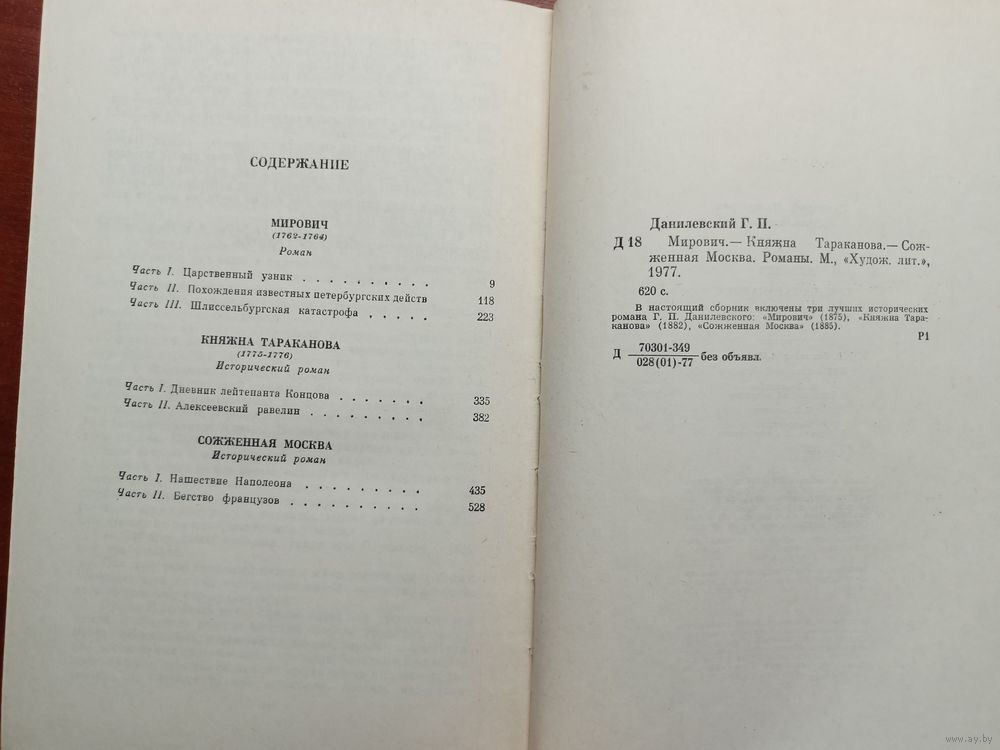 СОДЕРЖАНИЕ
МИРОВИЧ
(1762-1764)
Роман
Часть I. Царственный узник . . . . . . . . . 9
Часть II. Похождения известных петербургских действ 118
Часть III. Шлиссельбургская катастрофа . . . . . 223
КНЯЖНА ТАРАКАНОВА
(1775-1776)
Исторический роман
Часть I. Дневник лейтенанта Концова . . . . . . . 335
Часть II. Алексеевский равелин . . . . . . . . . 382
СОЖЖЕННАЯ МОСКВА
Исторический роман
Часть I. Нашествие Наполеона . . . . . . . . . 435
Часть II. Бегство французов . . . . . . . . . . 528
Данилевский Г. П.
Д 18 Мирович.— Княжна Тараканова.— Сож-
женная Москва. Романы. М., «Худож. лит.»,
1977.
620 с.
В настоящий сборник включены три лучших исторических
романа Г. П. Данилевского: «Мирович» (1875), «Княжна Тара-
канова» (1882), «Сожженная Москва» (1885).
Р1
Д 70301-349
028(01)-77 без объявл.
www.ay.by